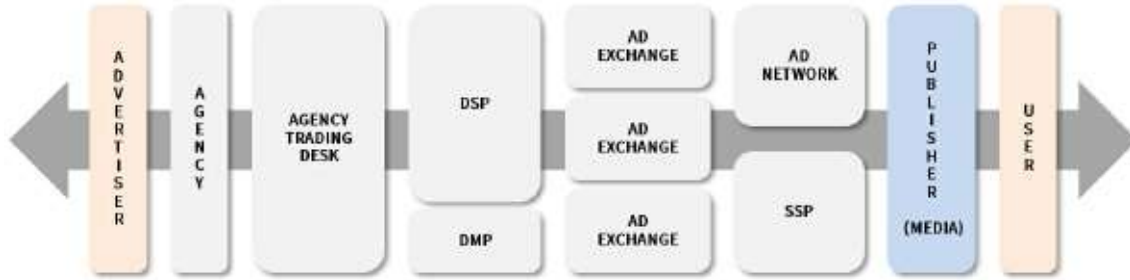 ADVERTISER
AGENCY
AGENCY
TRADING
DESK
DSP
DMP
AD
EXCHANGE
AD
EXCHANGE
AD
EXCHANGE
AD
NETWORK
SSP
PUBLISHER
(MEDIA)
USER